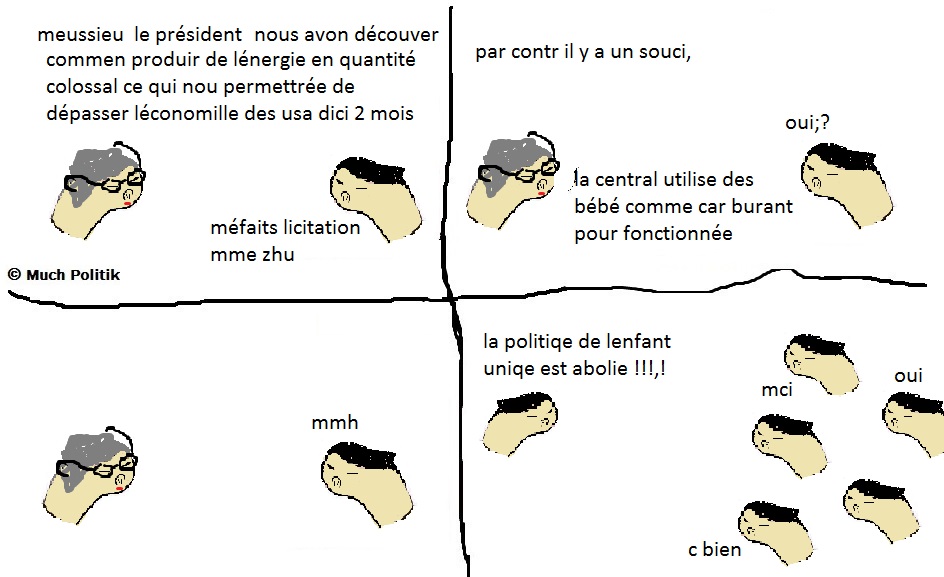 meussieu le président nous avon découver
commen produir de lénergie en quantité
colossal ce qui nou permettrée de
dépasser léconomille des usa dici 2 mois
méfaits licitation
mme zhu
© Much Politik
par contr il y a un souci,
oui;?
la central utilise des
bébé comme car burant
pour fonctionnée
mmh
la politiqe de lenfant
uniqe est abolie !!!,!
mci
oui
c bien